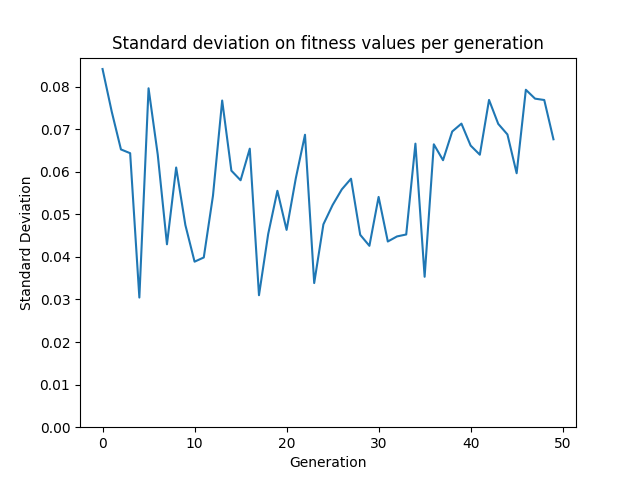 Standard deviation on fitness values per generation
Standard Deviation
0.08
0.07
0.06
0.05
0.04
0.03
0.02
0.01
0.00
0 10 20 30 40 50
Generation